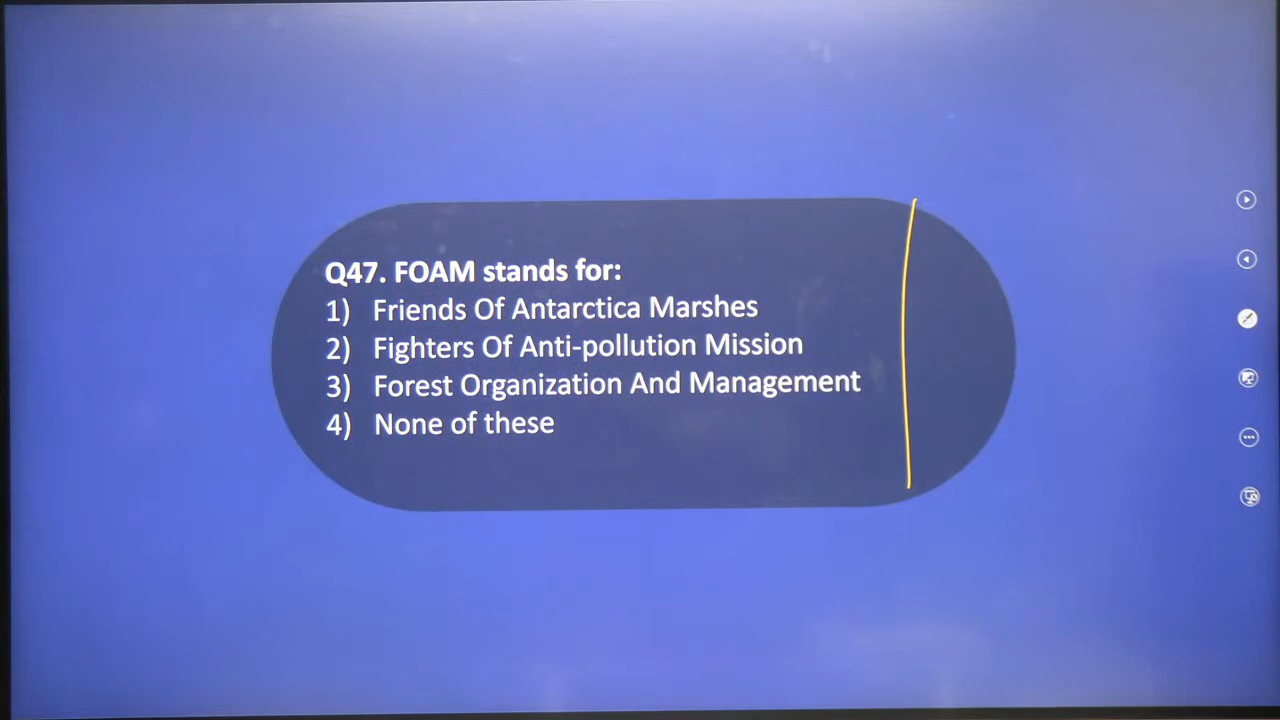 Q47. FOAM stands for:
1) Friends Of Antarctica Marshes
2) Fighters Of Anti-pollution Mission
3) Forest Organization And Management
4) None of these